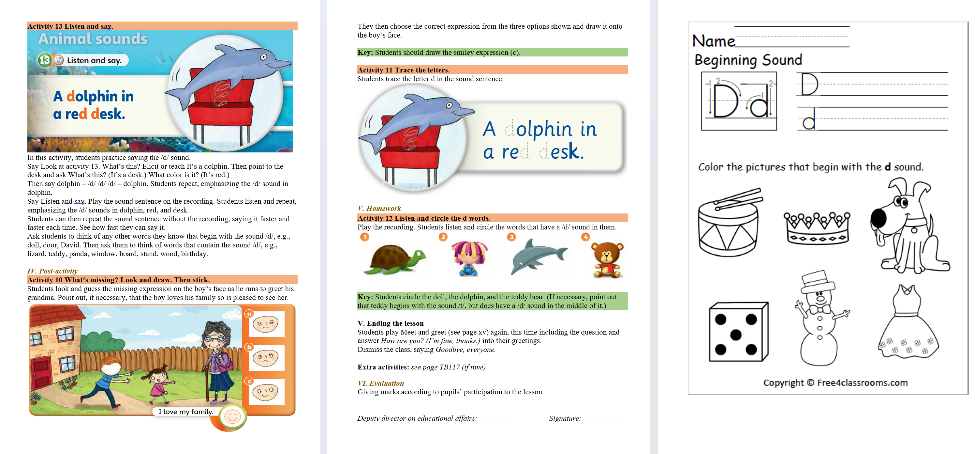 Activity 13 Listen and say.
Animal sounds
13 Listen and say.
A dolphin in
a red desk.
In this activity, students practice saying the /d/ sound.
Say Look at activity 13. What's this? Elicit or teach It's a dolphin. Then point to the
desk and ask What's this? (It's a desk.) What color is it? (It's red.)
Then say dolphin – /d/ /d/ /d/ – dolphin. Students repeat, emphasizing the /d/ sound in
dolphin.
Say Listen and say. Play the sound sentence on the recording. Students listen and repeat,
emphasizing the /d/ sounds in dolphin, red, and desk.
Students can then repeat the sound sentence without the recording, saying it faster and
faster each time. See how fast they can say it.
Ask students to think of any other words they know that begin with the sound /d/, e.g.,
doll, door, David. Then ask them to think of words that contain the sound /d/, e.g.,
lizard, teddy, panda, window, board, stand, wood, birthday.
IV. Post-activity
Activity 10 What's missing? Look and draw. Then stick.
Students look and guess the missing expression on the boy's face as he runs to greet his
grandma. Point out, if necessary, that the boy loves his family so is pleased to see her.
a
b
c
I love my family.
They then choose the correct expression from the three options shown and draw it onto
the boy's face.
Key: Students should draw the smiley expression (c).
Activity 11 Trace the letters.
Students trace the letter d in the sound sentence
A dolphin in
a red desk.
V. Homework
Activity 12 Listen and circle the d words.
Play the recording. Students listen and circle the words that have a /d/ sound in them.
1 2 3 4
Key: Students circle the doll, the dolphin, and the teddy bear. (If necessary, point out
that teddy begins with the sound /t/, but does have a /d/ sound in the middle of it.)
V. Ending the lesson
Students play Meet and greet (see page xv) again, this time including the question and
answer How are you? (I'm fine, thanks.) into their greetings.
Dismiss the class, saying Goodbye, everyone.
Extra activities: see page TB117 (if time)
VI. Evaluation
Giving marks according to pupils' participation to the lesson
Deputy director on educational affairs: Signature:
Name
Beginning Sound
D d
D
d
Color the pictures that begin with the d sound.
Copyright © Free4classrooms.com